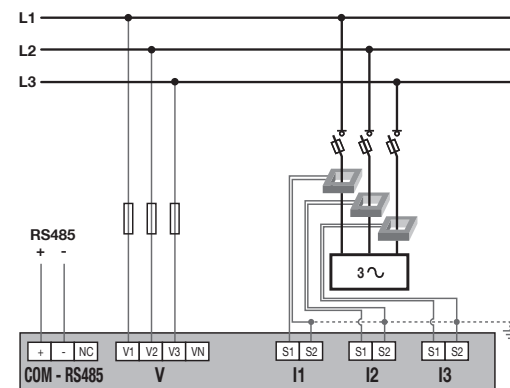 L1
L2
L3
RS485
+ -
3
+ - NC V1 V2 V3 VN S1 S2 S1 S2 S1 S2
COM - RS485 V I1 I2 I3